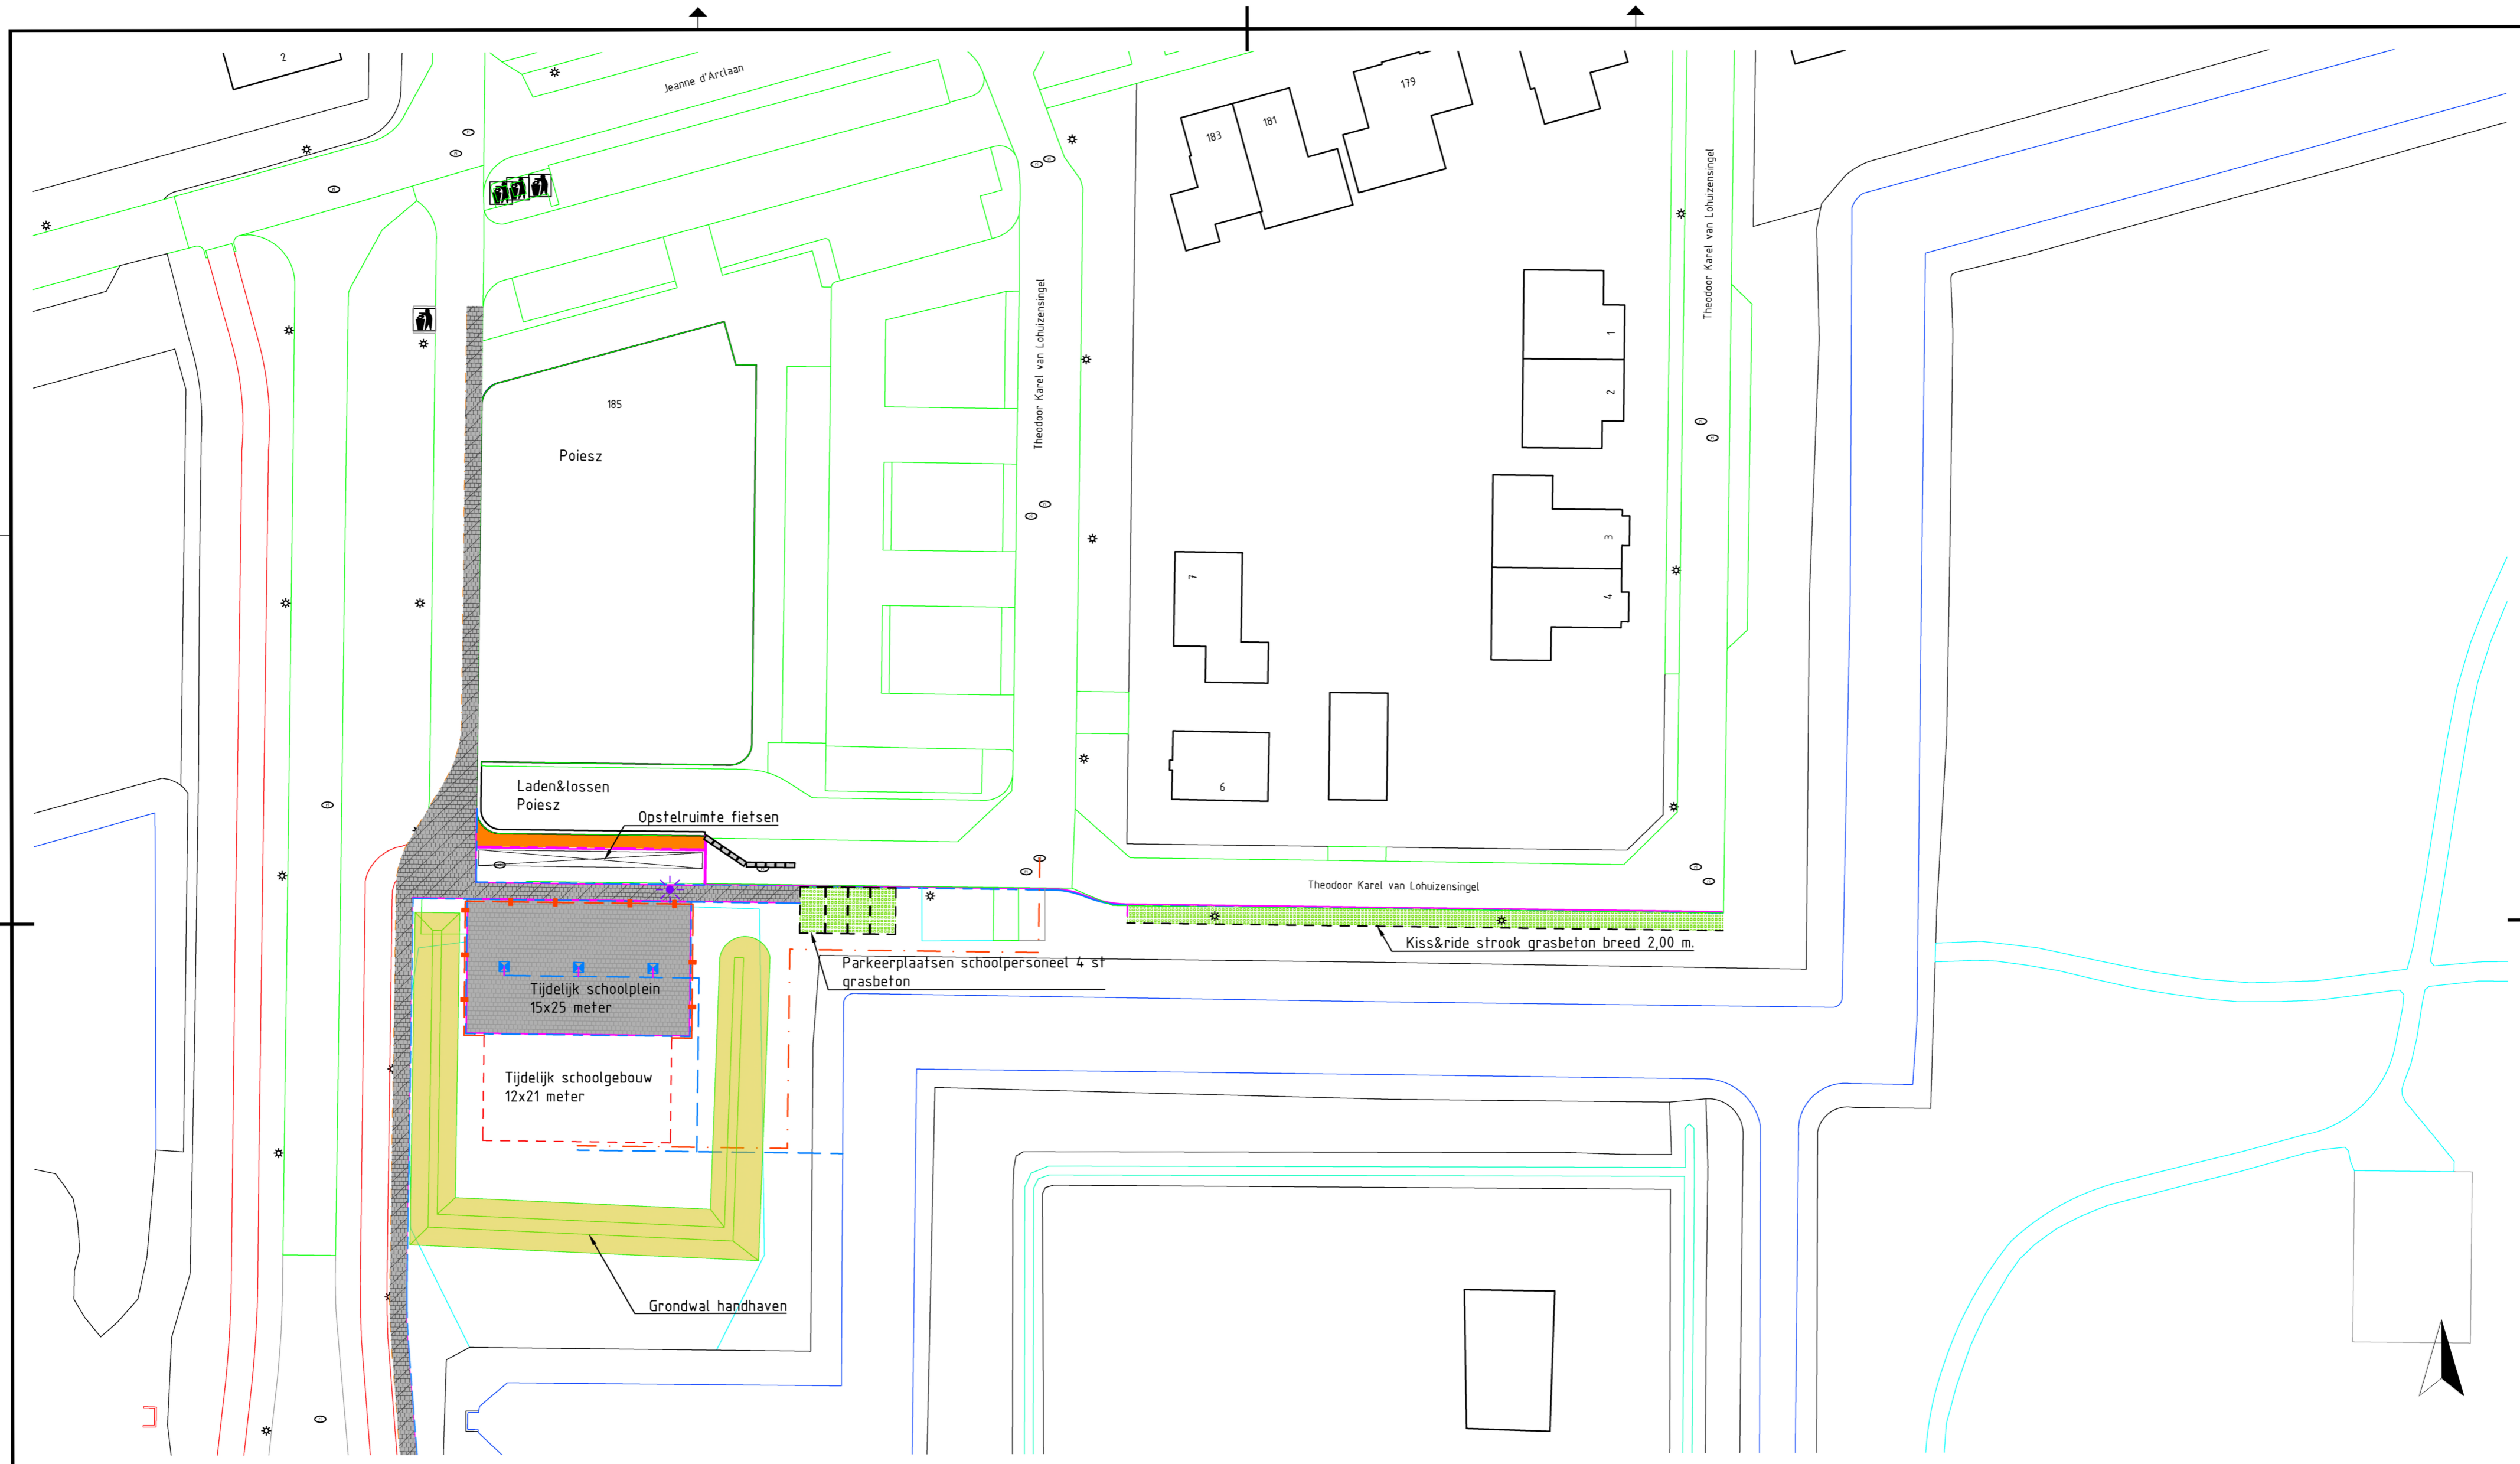 2
Jeanne d'Arclaan
183
181
179
Theodoor Karel van Lohuizensingel
Theodoor Karel van Lohuizensingel
185
Poiesz
1
2
3
4
7
6
Laden&lossen
Poiesz
Opstelruimte fietsen
Theodoor Karel van Lohuizensingel
Kiss&ride strook grasbeton breed 2,00 m.
Parkeerplaatsen schoolpersoneel 4 st
grasbeton
Tijdelijk schoolplein
15x25 meter
Tijdelijk schoolgebouw
12x21 meter
Grondwal handhaven